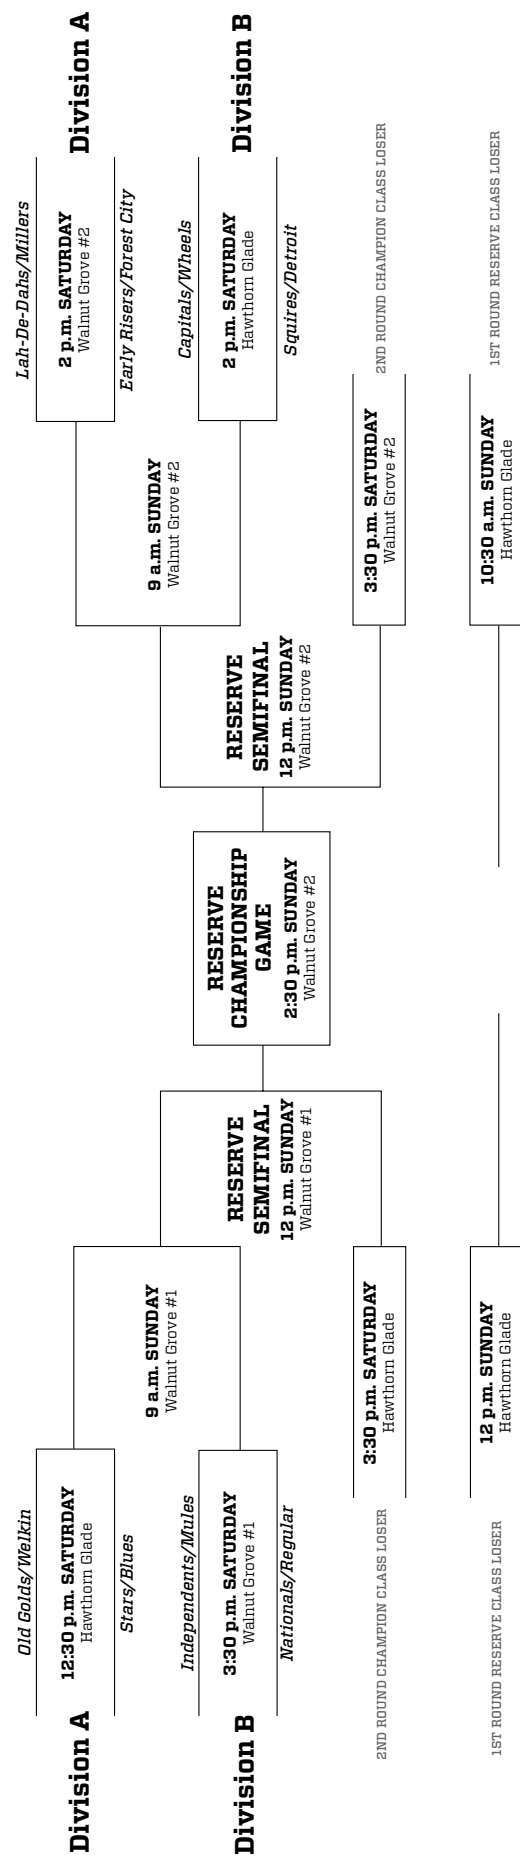 Division A
Old Golds/Welkin
12:30 p.m. SATURDAY
Hawthorn Glade
Stars/Blues
9 a.m. SUNDAY
Walnut Grove #1
Division B
Independents/Mules
3:30 p.m. SATURDAY
Walnut Grove #1
Nationals/Regular
RESERVE
SEMIFINAL
12 p.m. SUNDAY
Walnut Grove #1
2ND ROUND CHAMPION CLASS LOSER
3:30 p.m. SATURDAY
Hawthorn Glade
1ST ROUND RESERVE CLASS LOSER
12 p.m. SUNDAY
Hawthorn Glade
RESERVE
CHAMPIONSHIP
GAME
2:30 p.m. SUNDAY
Walnut Grove #2
Lah-De-Dahs/Millers
2 p.m. SATURDAY
Walnut Grove #2
Early Risers/Forest City
Division A
9 a.m. SUNDAY
Walnut Grove #2
Capitals/Wheels
2 p.m. SATURDAY
Hawthorn Glade
Squires/Detroit
Division B
RESERVE
SEMIFINAL
12 p.m. SUNDAY
Walnut Grove #2
3:30 p.m. SATURDAY
Walnut Grove #2
2ND ROUND CHAMPION CLASS LOSER
10:30 a.m. SUNDAY
Hawthorn Glade
1ST ROUND RESERVE CLASS LOSER